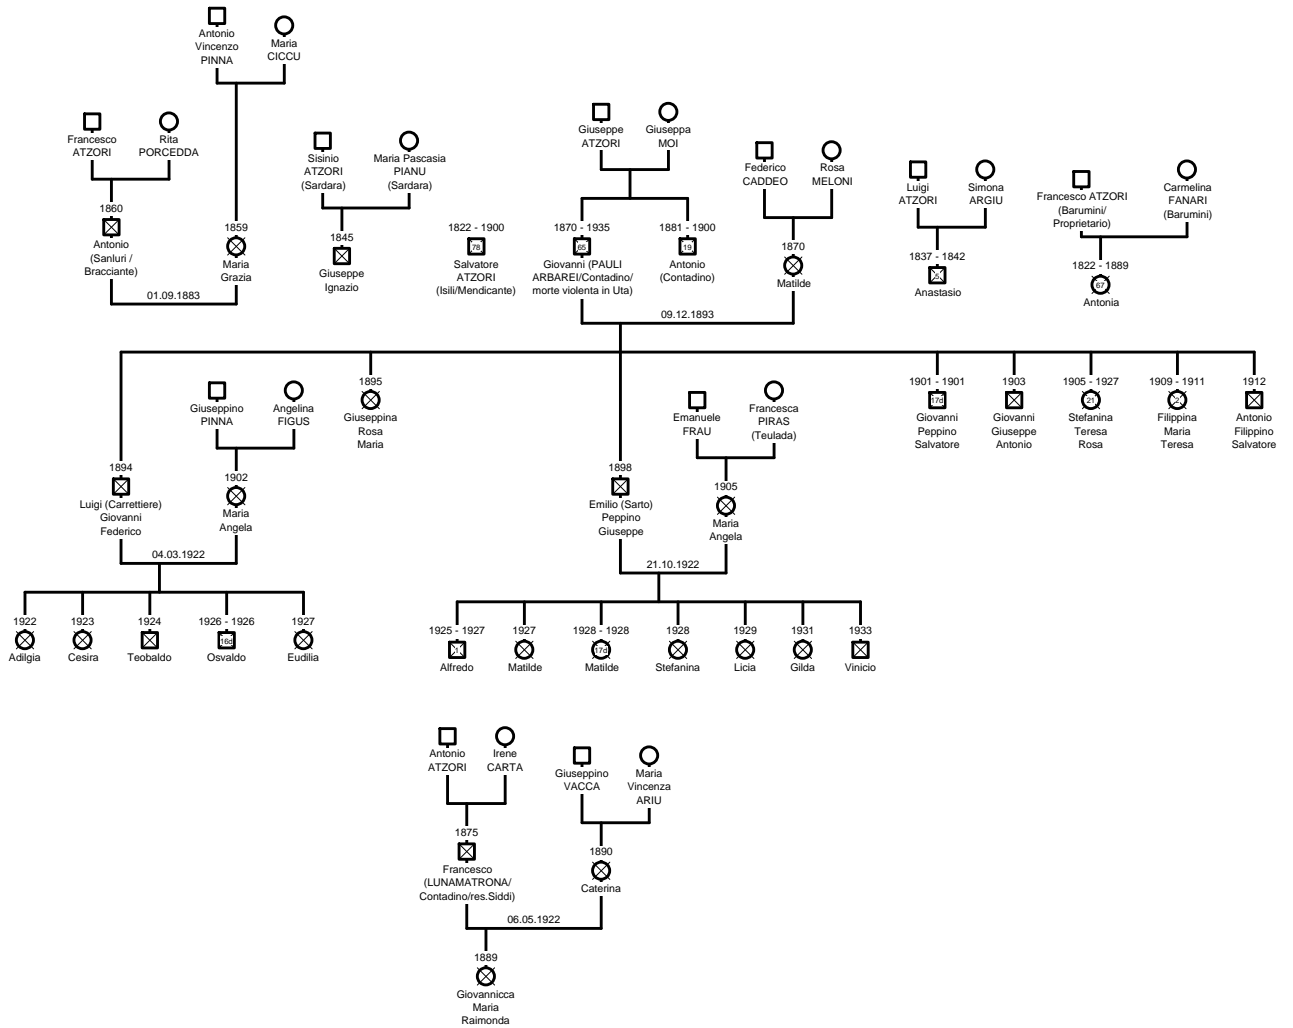 Antonio
Vincenzo
PINNA
Maria
CICCU
Francesco
ATZORI
Rita
PORCEDDA
1860
Antonio
(Sanluri /
Bracciante)
1859
Maria
Grazia
01.09.1883
Sisinio
ATZORI
(Sardara)
Maria Pascasia
PIANU
(Sardara)
1845
Giuseppe
Ignazio
1822 - 1900
78
Salvatore
ATZORI
(Isili/Mendicante)
Giuseppe
ATZORI
Giuseppa
MOI
1870 - 1935
65
Giovanni (PAULI
ARBAREI/Contadino/
morte violenta in Uta)
1881 - 1900
19
Antonio
(Contadino)
Federico
CADDEO
Rosa
MELONI
1870
Matilde
09.12.1893
Luigi
ATZORI
Simona
ARGIU
1837 - 1842
5
Anastasio
Francesco ATZORI
(Barumini/
Proprietario)
Carmelina
FANARI
(Barumini)
1822 - 1889
67
Antonia
1894
Luigi (Carrettiere)
Giovanni
Federico
Giuseppino
PINNA
Angelina
FIGUS
1902
Maria
Angela
04.03.1922
1895
Giuseppina
Rosa
Maria
1898
Emilio (Sarto)
Peppino
Giuseppe
Emanuele
FRAU
Francesca
PIRAS
(Teulada)
1905
Maria
Angela
21.10.1922
1901 - 1901
17d
Giovanni
Peppino
Salvatore
1903
Giovanni
Giuseppe
Antonio
1905 - 1927
21
Stefanina
Teresa
Rosa
1909 - 1911
2
Filippina
Maria
Teresa
1912
Antonio
Filippino
Salvatore
1922
Adilgia
1923
Cesira
1924
Teobaldo
1926 - 1926
16d
Osvaldo
1927
Eudilia
1925 - 1927
1
Alfredo
1927
Matilde
1928 - 1928
17d
Matilde
1928
Stefanina
1929
Licia
1931
Gilda
1933
Vinicio
Antonio
ATZORI
Irene
CARTA
1875
Francesco
(LUNAMATRONA/
Contadino/res.Siddi)
Giuseppino
VACCA
Maria
Vincenza
ARIU
1890
Caterina
06.05.1922
1889
Giovannicca
Maria
Raimonda